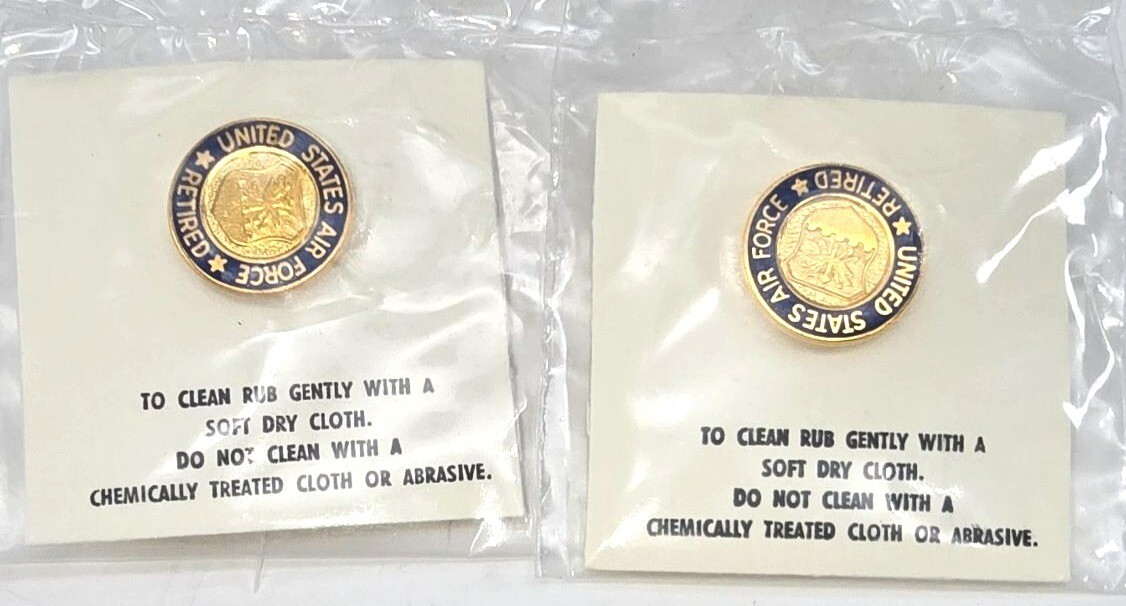 UNITED STATES AIR FORCE
★ RETIRED ★
TO CLEAN RUB GENTLY WITH A
SOFT DRY CLOTH.
DO NOT CLEAN WITH A
CHEMICALLY TREATED CLOTH OR ABRASIVE.
UNITED STATES AIR FORCE
★ RETIRED ★
TO CLEAN RUB GENTLY WITH A
SOFT DRY CLOTH.
DO NOT CLEAN WITH A
CHEMICALLY TREATED CLOTH OR ABRASIVE.